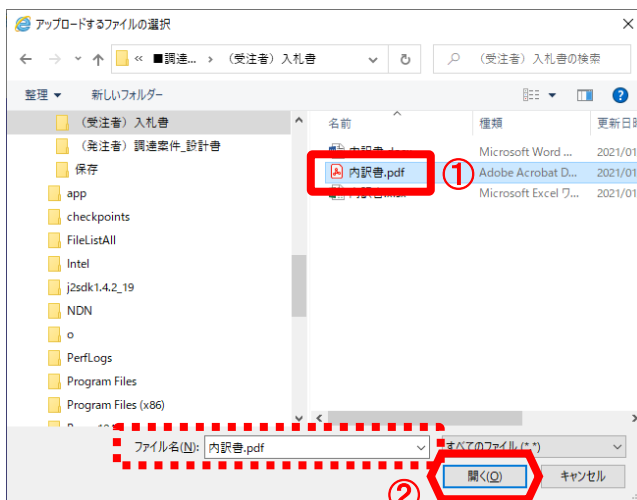 アップロードするファイルの選択
« ■調達... › (受注者) 入札書
(受注者) 入札書の検索
整理 ▼ 新しいフォルダー
(受注者) 入札書
(発注者) 調達案件_設計書
保存
app
checkpoints
FileListAll
Intel
j2sdk1.4.2_19
NDN
o
PerfLogs
Program Files
Program Files (x86)
名前 種類 更新日時
Microsoft Word ... 2021/01
内訳書.pdf Adobe Acrobat D... 2021/01
Microsoft Excel ワ... 2021/01
①
ファイル名(N): 内訳書.pdf
すべてのファイル (*.*)
開く(O) キャンセル
②